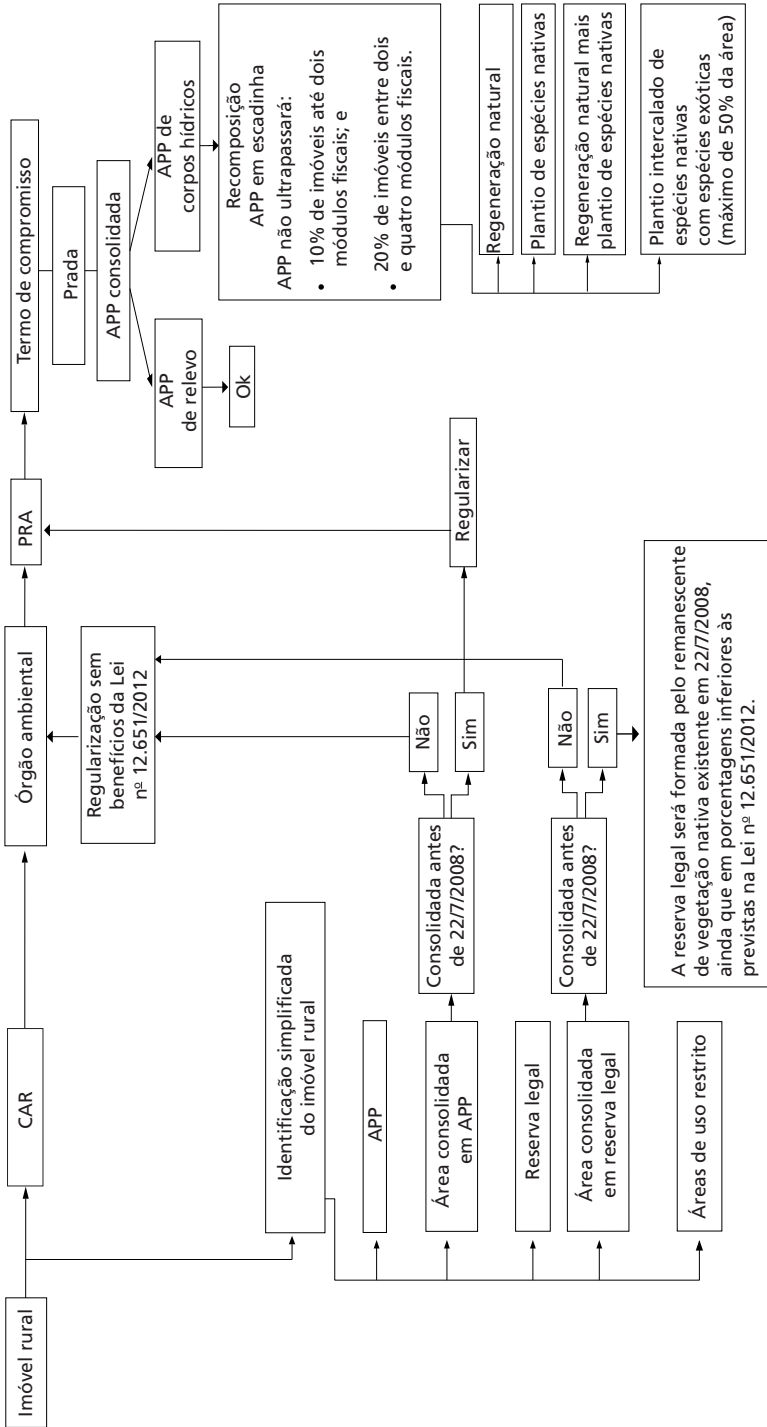 Imóvel rural
CAR
Órgão ambiental
PRA
Termo de compromisso
Prada
APP consolidada
APP
de relevo
Ok
APP de
corpos hídricos
Recomposição
APP em escadinha
APP não ultrapassará:
• 10% de imóveis até dois
módulos fiscais; e
• 20% de imóveis entre dois
e quatro módulos fiscais.
Regeneração natural
Plantio de espécies nativas
Regeneração natural mais
plantio de espécies nativas
Plantio intercalado de
espécies nativas
com espécies exóticas
(máximo de 50% da área)
Regularização sem
benefícios da Lei
nº 12.651/2012
Identificação simplificada
do imóvel rural
APP
Área consolidada
em APP
Consolidada antes
de 22/7/2008?
Não
Sim
Regularizar
Reserva legal
Área consolidada
em reserva legal
Consolidada antes
de 22/7/2008?
Não
Sim
A reserva legal será formada pelo remanescente
de vegetação nativa existente em 22/7/2008,
ainda que em porcentagens inferiores às
previstas na Lei nº 12.651/2012.
Áreas de uso restrito